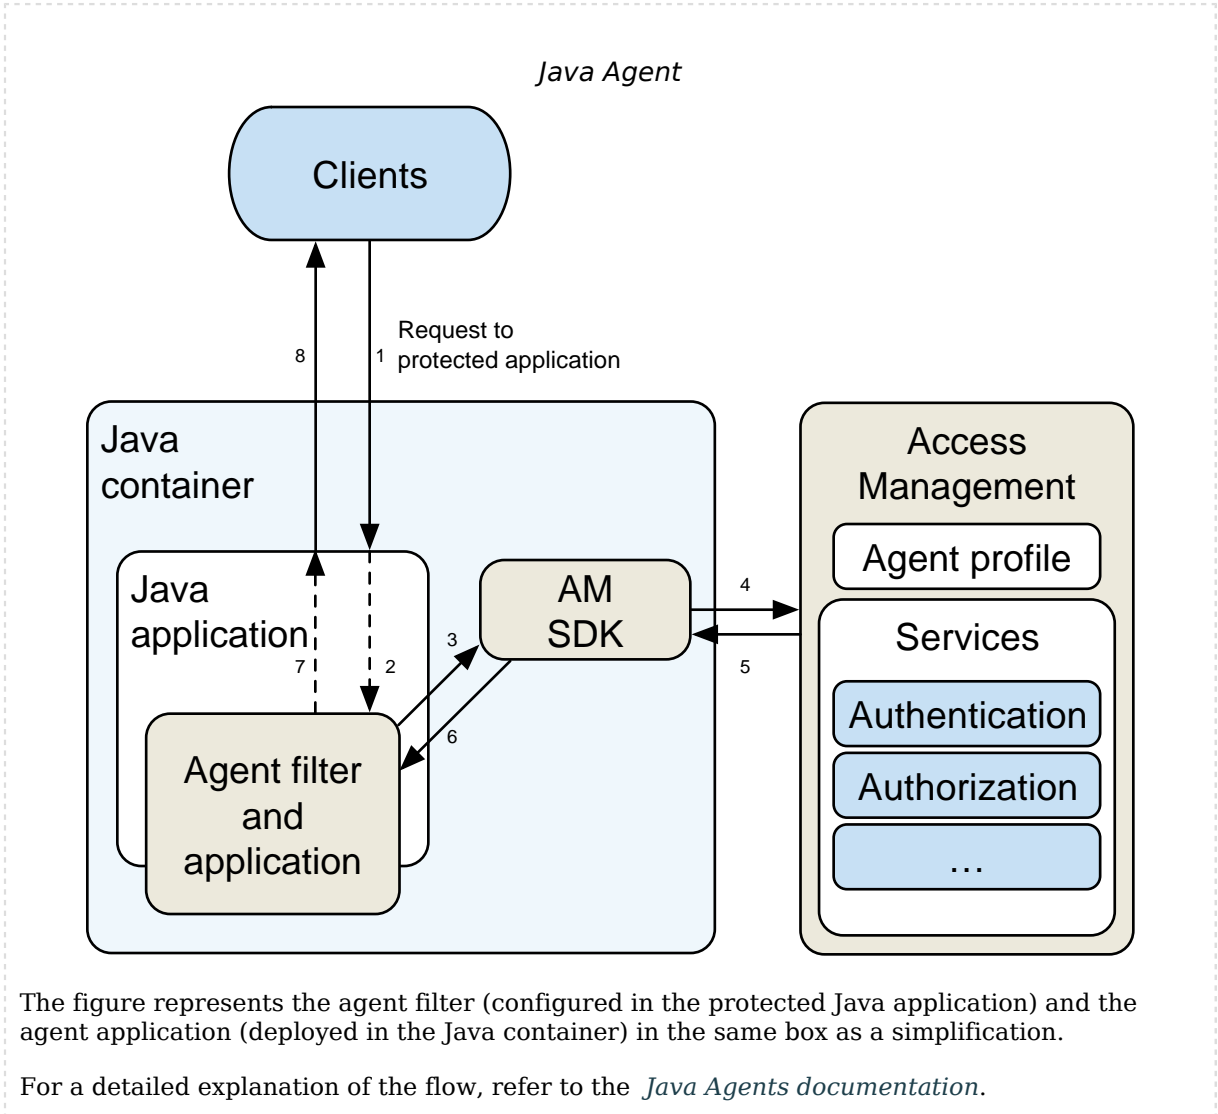 Java Agent
Clients
8
1
Request to
protected application
Java
container
Java
application
7
2
Agent filter
and
application
3
6
AM
SDK
4
5
Access
Management
Agent profile
Services
Authentication
Authorization
...
The figure represents the agent filter (configured in the protected Java application) and the
agent application (deployed in the Java container) in the same box as a simplification.
For a detailed explanation of the flow, refer to the Java Agents documentation.